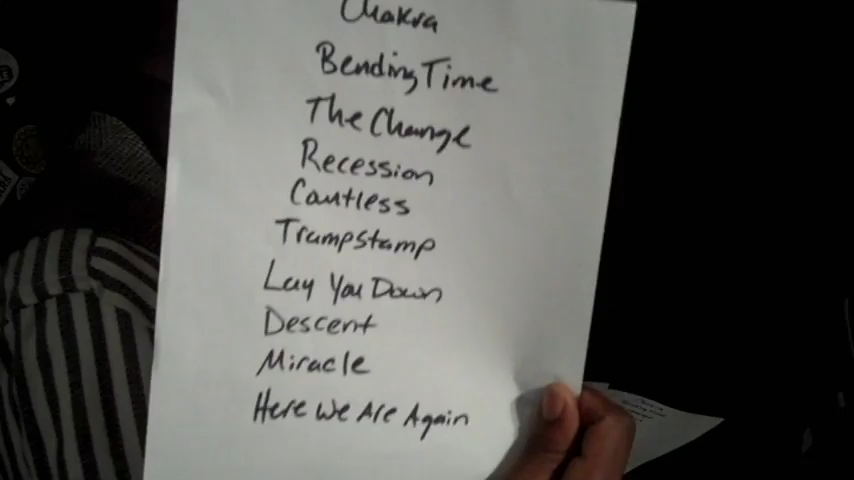 Chakra
Bending Time
The Change
Recession
Cautless
Trampstamp
Lay You Down
Descent
Miracle
Here We Are Again